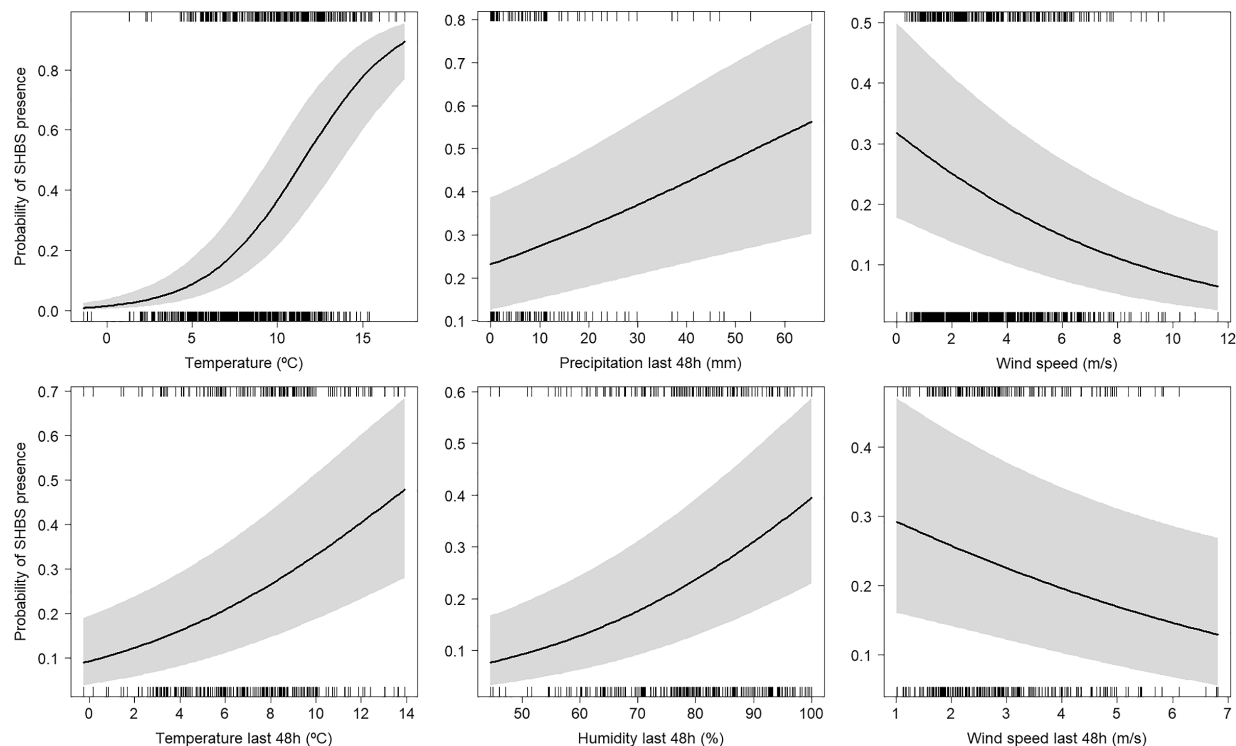 Probability of SHBS presence
0.8
0.6
0.4
0.2
0.0
0 5 10 15
Temperature (ºC)
0.8
0.7
0.6
0.5
0.4
0.3
0.2
0.1
0 10 20 30 40 50 60
Precipitation last 48h (mm)
0.5
0.4
0.3
0.2
0.1
0 2 4 6 8 10 12
Wind speed (m/s)
Probability of SHBS presence
0.7
0.6
0.5
0.4
0.3
0.2
0.1
0 2 4 6 8 10 12 14
Temperature last 48h (ºC)
0.6
0.5
0.4
0.3
0.2
0.1
50 60 70 80 90 100
Humidity last 48h (%)
0.4
0.3
0.2
0.1
1 2 3 4 5 6 7
Wind speed last 48h (m/s)